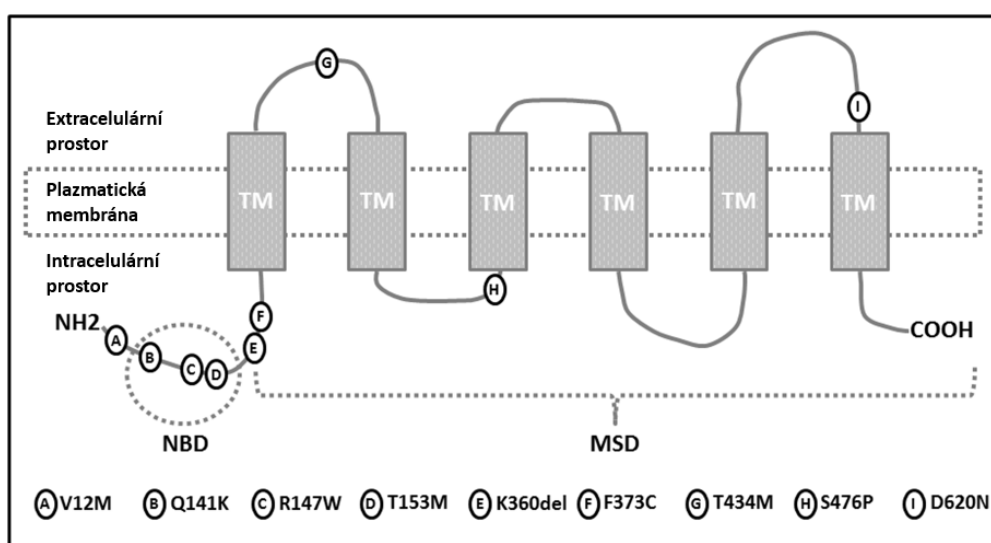 G
I
Extracelulární
prostor
Plazmatická
membrána
TM TM TM TM TM TM
Intracelulární
prostor
H
F
NH2
A
B
C
D
E
COOH
NBD
MSD
A V12M B Q141K C R147W D T153M E K360del F F373C G T434M H S476P I D620N